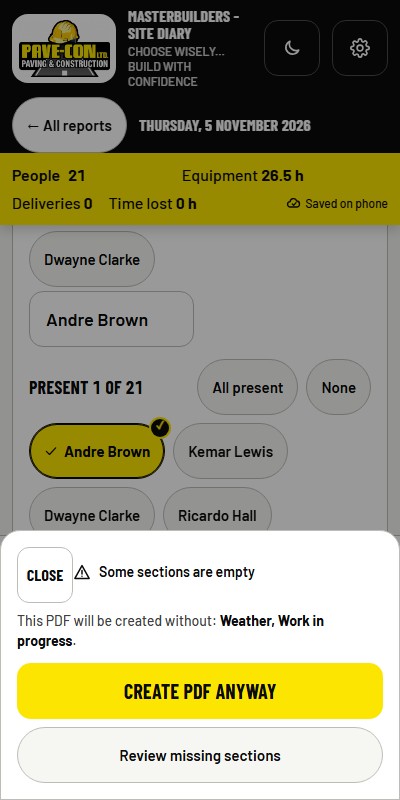 PAVE-CON LTD.
PAVING & CONSTRUCTION
MASTERBUILDERS -
SITE DIARY
CHOOSE WISELY...
BUILD WITH
CONFIDENCE
← All reports
THURSDAY, 5 NOVEMBER 2026
People 21
Equipment 26.5 h
Deliveries 0
Time lost 0 h
Saved on phone
Dwayne Clarke
Andre Brown
PRESENT 1 OF 21
All present
None
Andre Brown
Kemar Lewis
Dwayne Clarke
Ricardo Hall
CLOSE
Some sections are empty
This PDF will be created without: Weather, Work in
progress.
CREATE PDF ANYWAY
Review missing sections